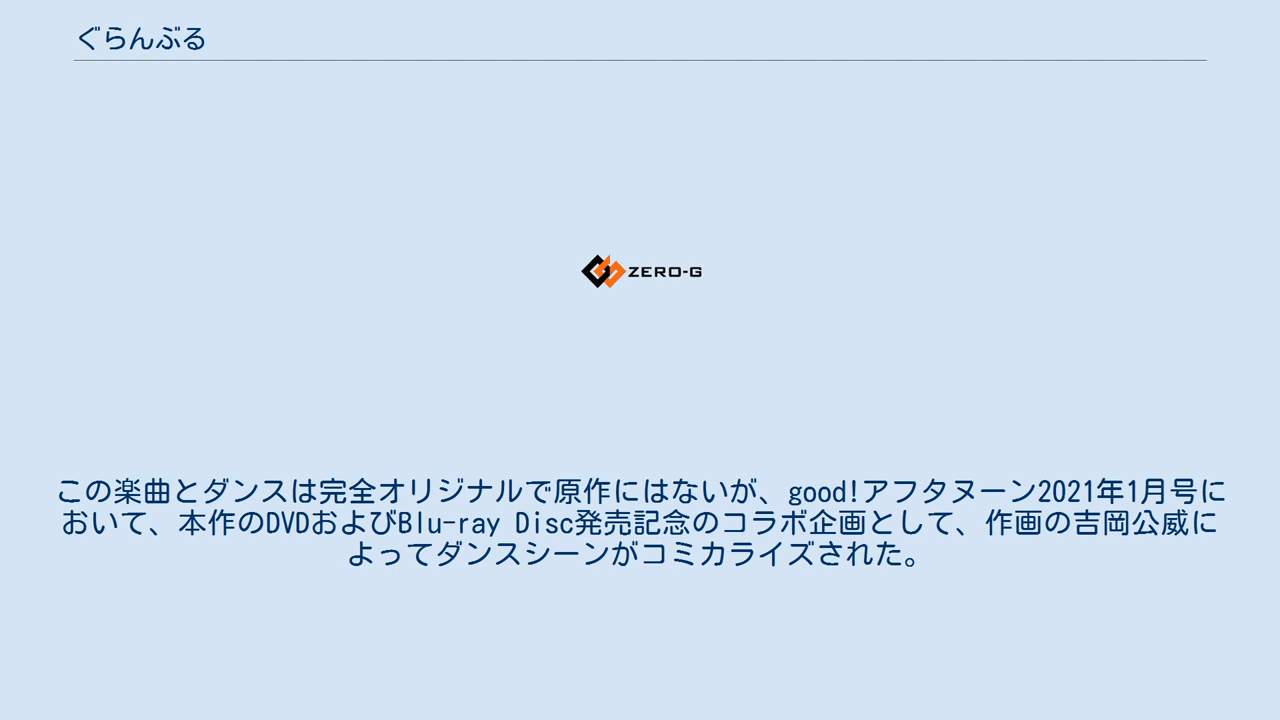 ぐらんぶる
ZERO-G
この楽曲とダンスは完全オリジナルで原作にはないが、good!アフタヌーン2021年1月号に
おいて、本作のDVDおよびBlu-ray Disc発売記念のコラボ企画として、作画の吉岡公威に
よってダンスシーンがコミカライズされた。